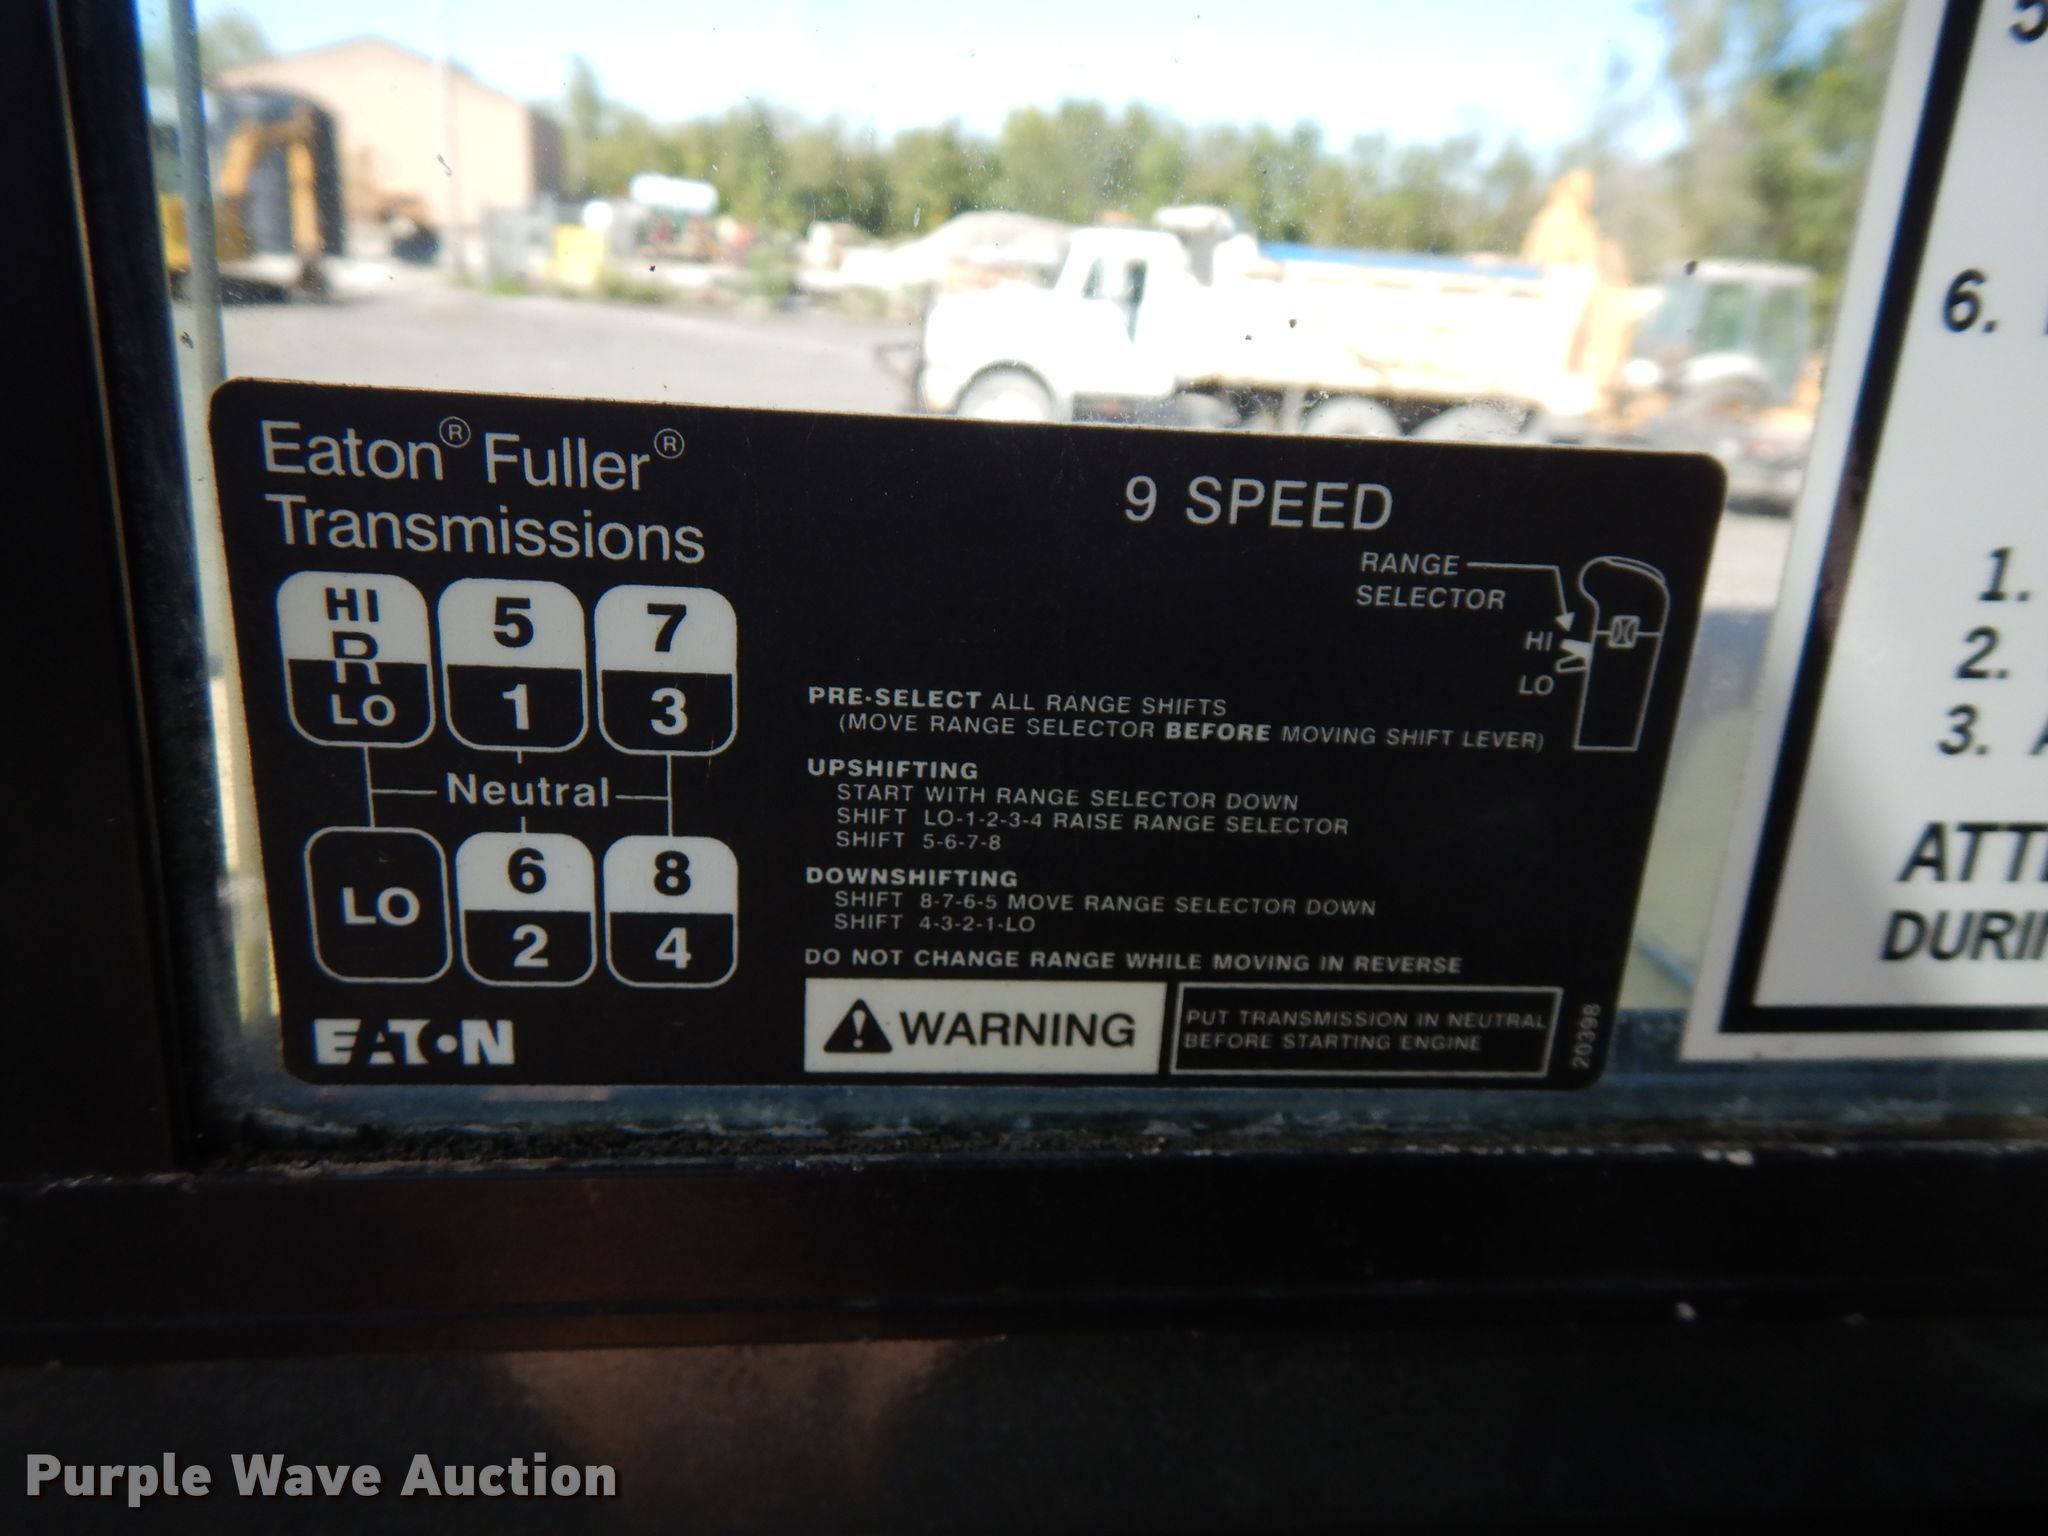 Eaton® Fuller®
Transmissions
9 SPEED
RANGE
SELECTOR
HI
LO
HI
R
LO
5
1
7
3
Neutral
LO
6
2
8
4
PRE-SELECT ALL RANGE SHIFTS
(MOVE RANGE SELECTOR BEFORE MOVING SHIFT LEVER)
UPSHIFTING
START WITH RANGE SELECTOR DOWN
SHIFT LO-1-2-3-4 RAISE RANGE SELECTOR
SHIFT 5-6-7-8
DOWNSHIFTING
SHIFT 8-7-6-5 MOVE RANGE SELECTOR DOWN
SHIFT 4-3-2-1-LO
DO NOT CHANGE RANGE WHILE MOVING IN REVERSE
EATON
WARNING
PUT TRANSMISSION IN NEUTRAL
BEFORE STARTING ENGINE
20398
5
6.
1.
2.
3.
Purple Wave Auction